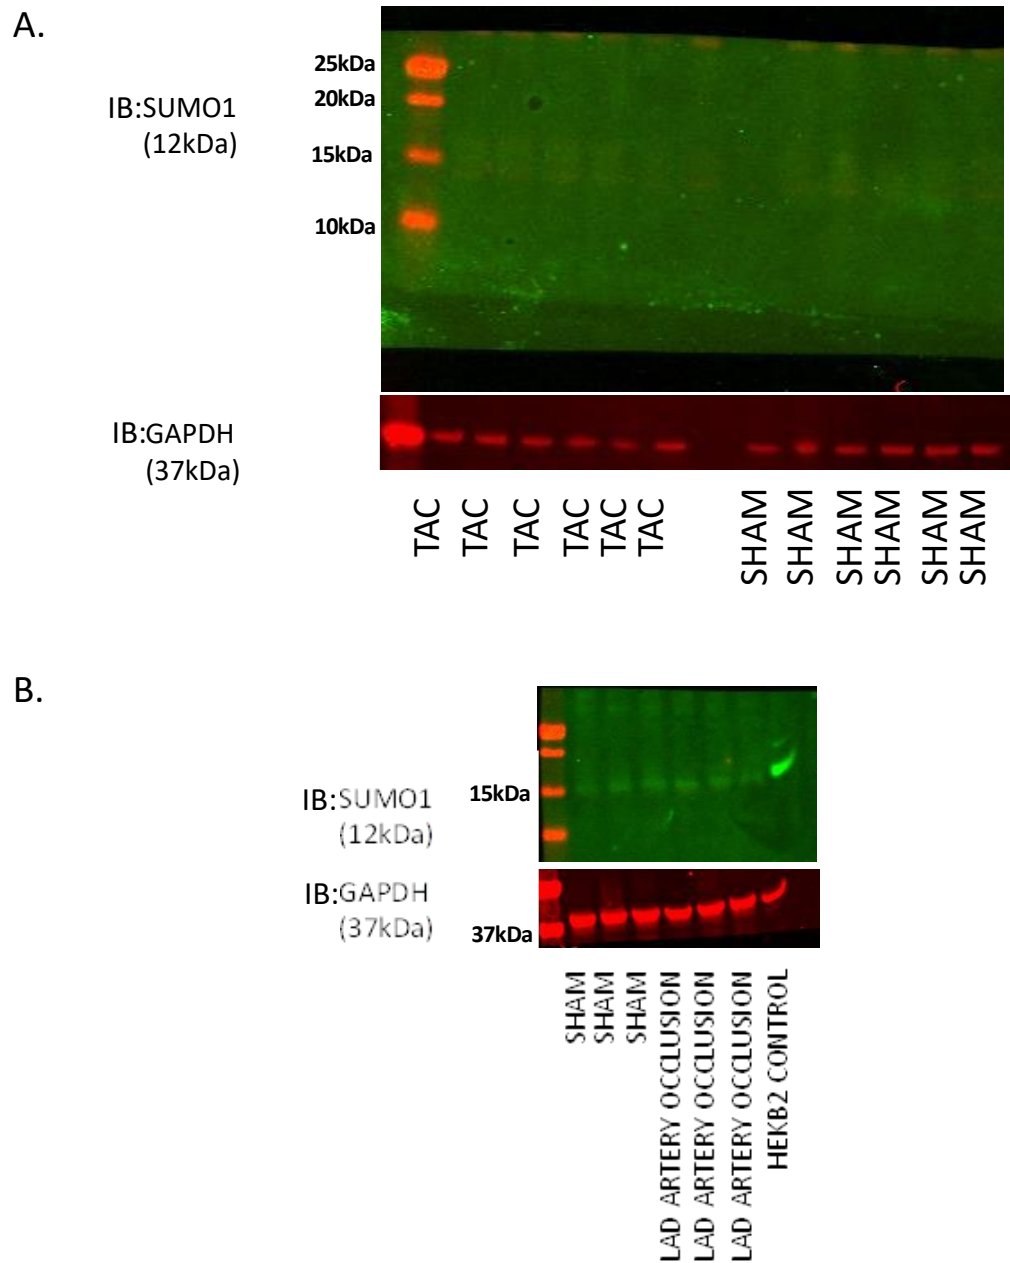 A.
25kDa
IB:SUMO1
20kDa
(12kDa)
15kDa
10kDa
IB:GAPDH
(37kDa)
TAC TAC TAC TAC TAC TAC SHAM SHAM SHAM SHAM SHAM SHAM
B.
IB:SUMO1
15kDa
(12kDa)
IB:GAPDH
(37kDa)
37kDa
SHAM
SHAM
SHAM
LAD ARTERY OCCLUSION
LAD ARTERY OCCLUSION
LAD ARTERY OCCLUSION
HEKB2 CONTROL